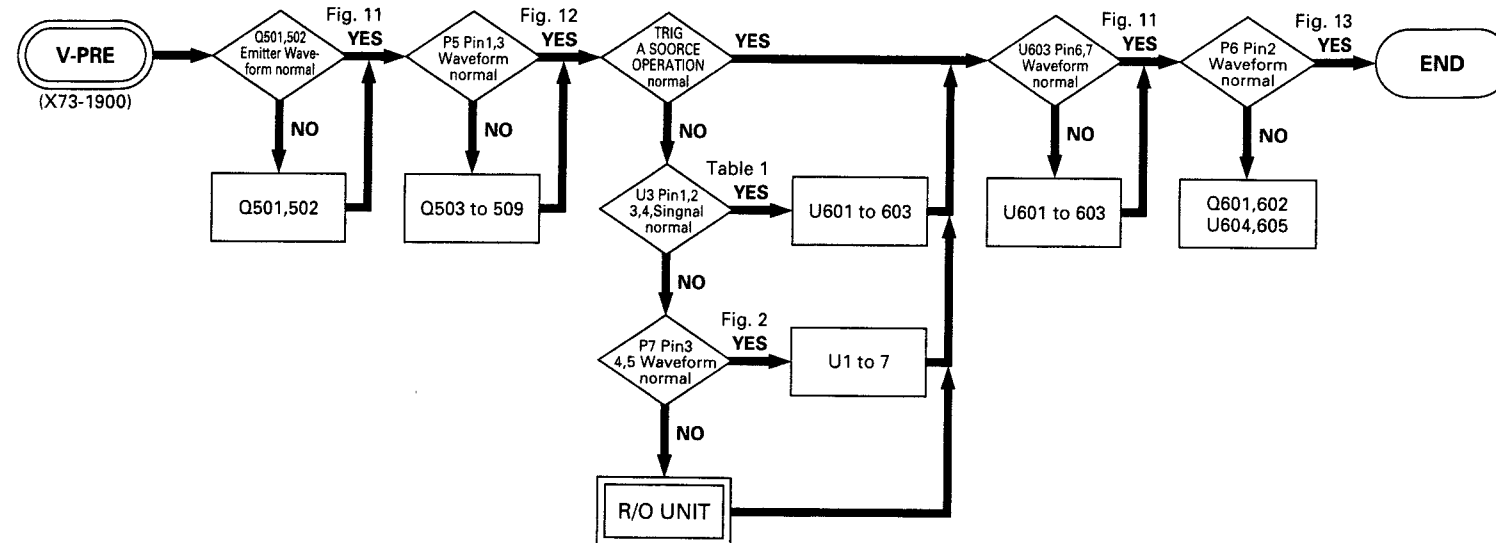 V-PRE
(X73-1900)
Q501,502
Emitter Wave-
form normal
Fig. 11
YES
NO
Q501,502
P5 Pin1,3
Waveform
normal
Fig. 12
YES
NO
Q503 to 509
TRIG
A SOORCE
OPERATION
normal
YES
NO
U3 Pin1,2
3,4,Singnal
normal
Table 1
YES
U601 to 603
NO
P7 Pin3
4,5 Waveform
normal
Fig. 2
YES
U1 to 7
NO
R/O UNIT
U603 Pin6,7
Waveform
normal
Fig. 11
YES
NO
U601 to 603
P6 Pin2
Waveform
normal
Fig. 13
YES
NO
Q601,602
U604,605
END